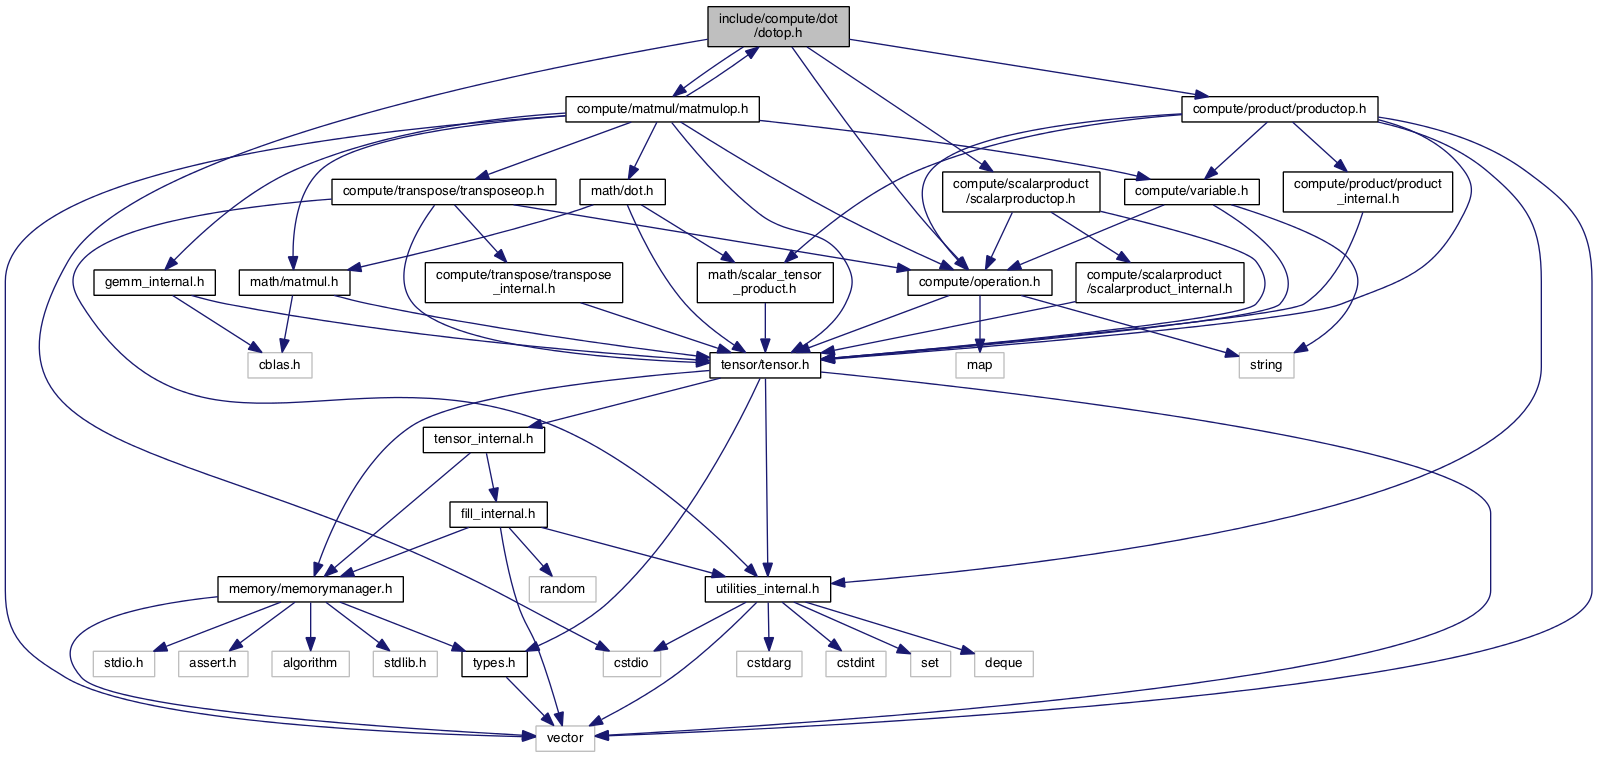 include/compute/dot
/dotop.h
compute/matmul/matmulop.h
compute/product/productop.h
compute/transpose/transposeop.h
math/dot.h
compute/scalarproduct
/scalarproductop.h
compute/variable.h
compute/product/product
_internal.h
gemm_internal.h
math/matmul.h
compute/transpose/transpose
_internal.h
math/scalar_tensor
_product.h
compute/operation.h
compute/scalarproduct
/scalarproduct_internal.h
cblas.h
tensor/tensor.h
map
string
tensor_internal.h
fill_internal.h
memory/memorymanager.h
random
utilities_internal.h
stdio.h
assert.h
algorithm
stdlib.h
types.h
cstdio
cstdarg
cstdint
set
deque
vector